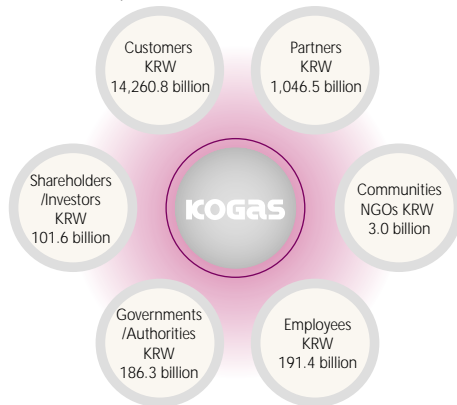 Customers
KRW
14,260.8 billion
Partners
KRW
1,046.5 billion
Shareholders
/Investors
KRW
101.6 billion
KOGAS
Communities
NGOs KRW
3.0 billion
Governments
/Authorities
KRW
186.3 billion
Employees
KRW
191.4 billion